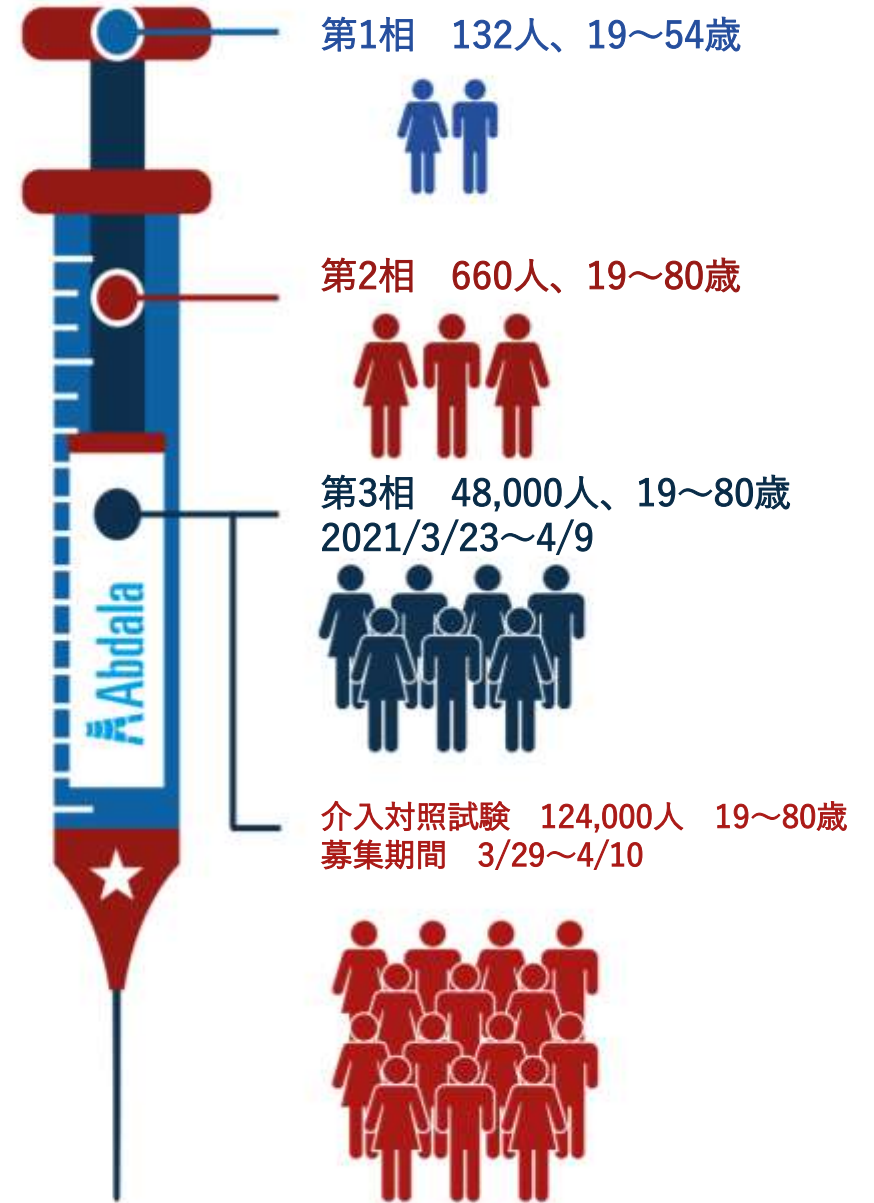 第1相　132人、19～54歳
第2相　660人、19～80歳
第3相　48,000人、19～80歳
2021/3/23～4/9
Abdala
介入対照試験　124,000人　19～80歳
募集期間　3/29～4/10